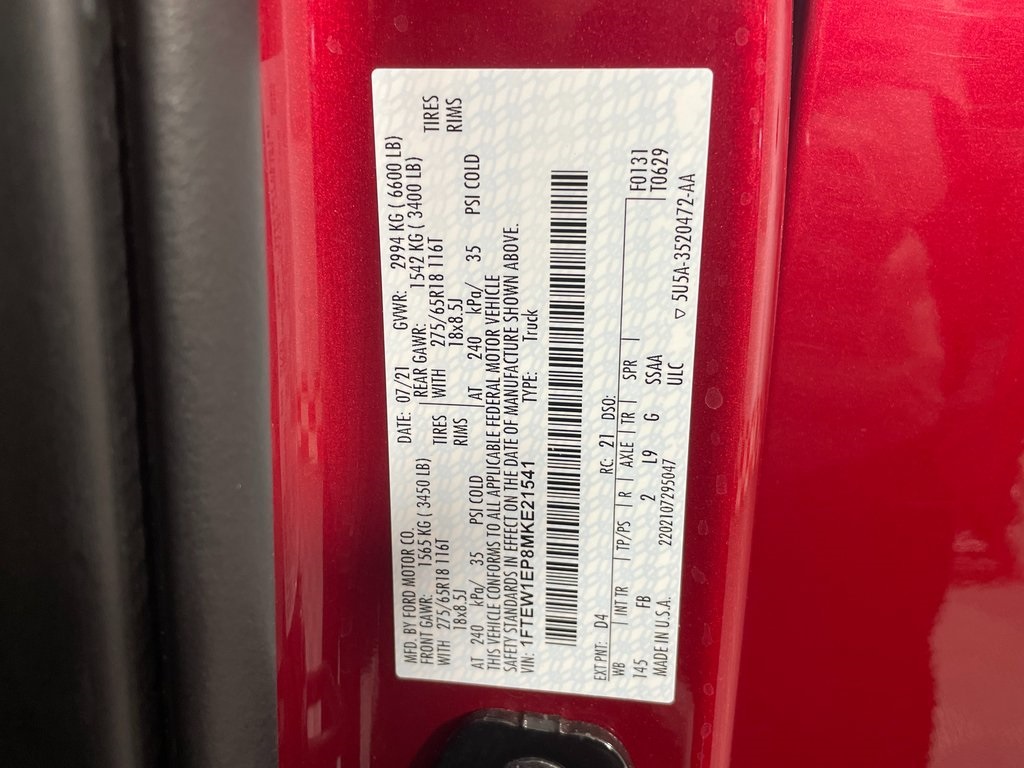 MFD. BY FORD MOTOR CO.
DATE: 07/21 GVWR: 2994 KG ( 6600 LB)
FRONT GAWR: 1565 KG ( 3450 LB) REAR GAWR: 1542 KG ( 3400 LB)
WITH 275/65R18 116T TIRES WITH 275/65R18 116T TIRES
18x8.5J RIMS 18x8.5J RIMS
AT 240 kPa/ 35 PSI COLD AT 240 kPa/ 35 PSI COLD
THIS VEHICLE CONFORMS TO ALL APPLICABLE FEDERAL MOTOR VEHICLE
SAFETY STANDARDS IN EFFECT ON THE DATE OF MANUFACTURE SHOWN ABOVE.
VIN: 1FTEW1EP8MKE21541 TYPE: Truck
EXT PNT: D4 RC: 21 DSO: F0131
WB INT TR TP/PS R AXLE TR SPR T0629
145 FB 2 L9 G SSAA
MADE IN U.S.A. 2202107295047 ULC
▽ 5U5A-3520472-AA